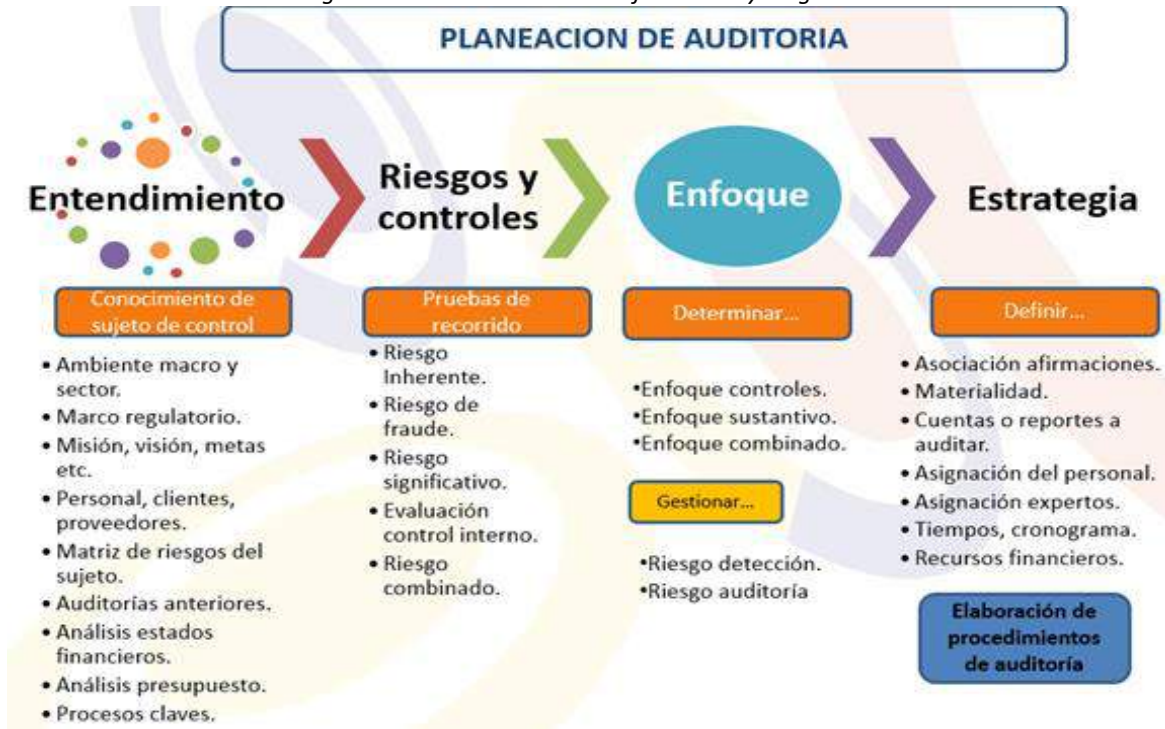 PLANEACION DE AUDITORIA
Entendimiento
Riesgos y
controles
Enfoque
Estrategia
Conocimiento de
sujeto de control
• Ambiente macro y
sector.
• Marco regulatorio.
• Misión, visión, metas
etc.
• Personal, clientes,
proveedores.
• Matriz de riesgos del
sujeto.
• Auditorías anteriores.
• Análisis estados
financieros.
• Análisis presupuesto.
• Procesos claves.
Pruebas de
recorrido
• Riesgo
Inherente.
• Riesgo de
fraude.
• Riesgo
significativo.
• Evaluación
control interno.
• Riesgo
combinado.
Determinar...
•Enfoque controles.
•Enfoque sustantivo.
•Enfoque combinado.
Gestionar...
•Riesgo detección.
•Riesgo auditoría
Definir...
• Asociación afirmaciones.
• Materialidad.
• Cuentas o reportes a
auditar.
• Asignación del personal.
• Asignación expertos.
• Tiempos, cronograma.
• Recursos financieros.
Elaboración de
procedimientos
de auditoría